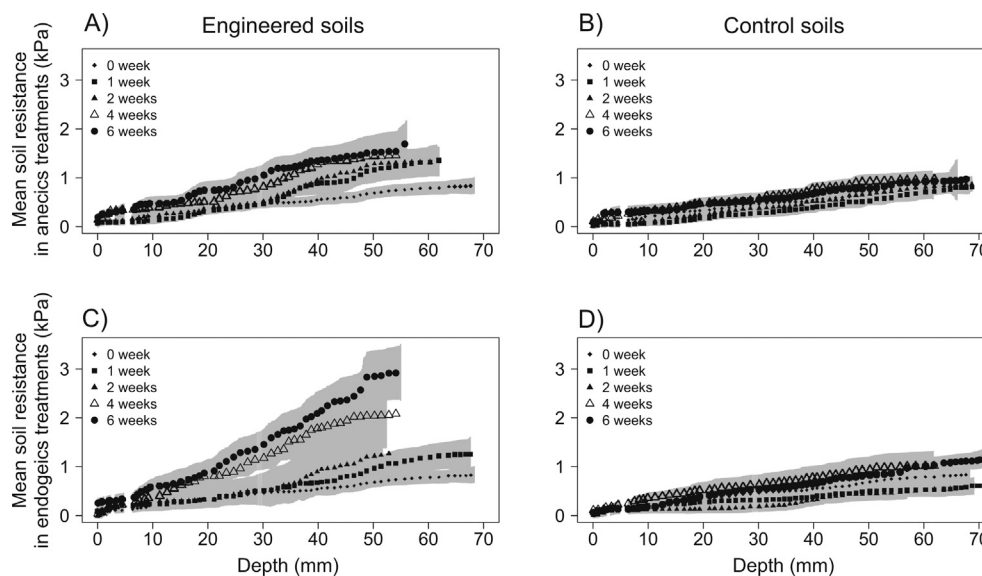 A)
Engineered soils
B)
Control soils
Mean soil resistance
in anecics treatments (kPa)
3
2
1
0
0 week
1 week
2 weeks
4 weeks
6 weeks
0 10 20 30 40 50 60 70
3
2
1
0
0 week
1 week
2 weeks
4 weeks
6 weeks
0 10 20 30 40 50 60 70
C)
D)
Mean soil resistance
in endogeics treatments (kPa)
3
2
1
0
0 week
1 week
2 weeks
4 weeks
6 weeks
0 10 20 30 40 50 60 70
Depth (mm)
3
2
1
0
0 week
1 week
2 weeks
4 weeks
6 weeks
0 10 20 30 40 50 60 70
Depth (mm)